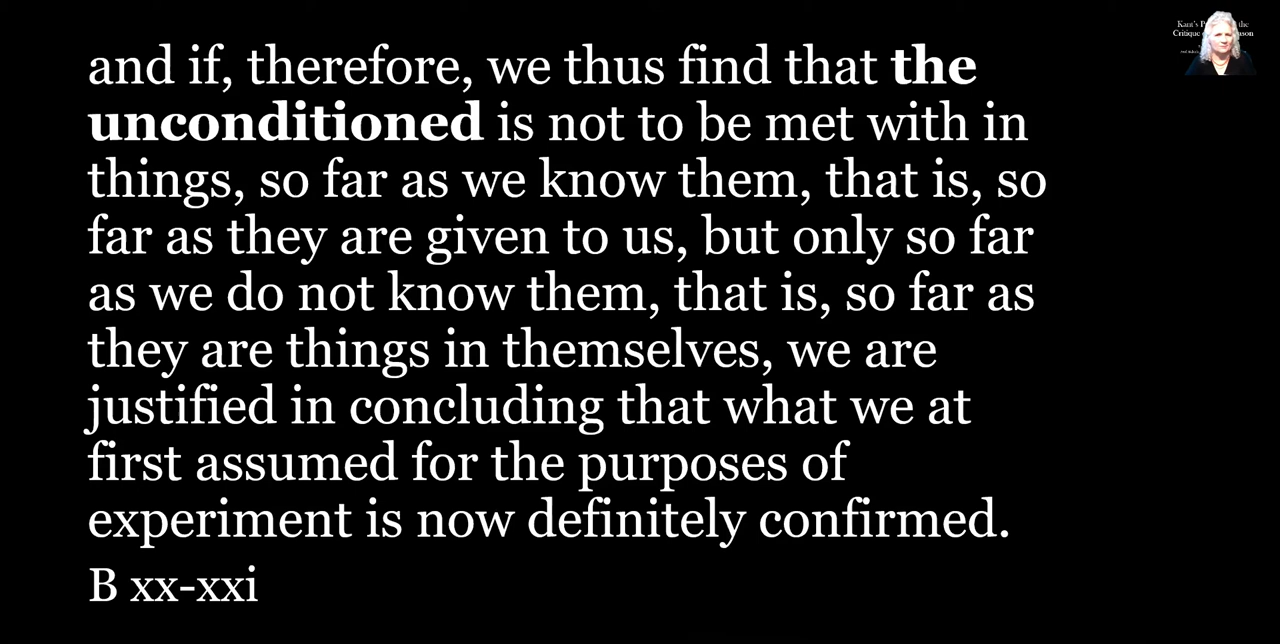 and if, therefore, we thus find that the
unconditioned is not to be met with in
things, so far as we know them, that is, so
far as they are given to us, but only so far
as we do not know them, that is, so far as
they are things in themselves, we are
justified in concluding that what we at
first assumed for the purposes of
experiment is now definitely confirmed.
B xx-xxi
Kant's the
Critique